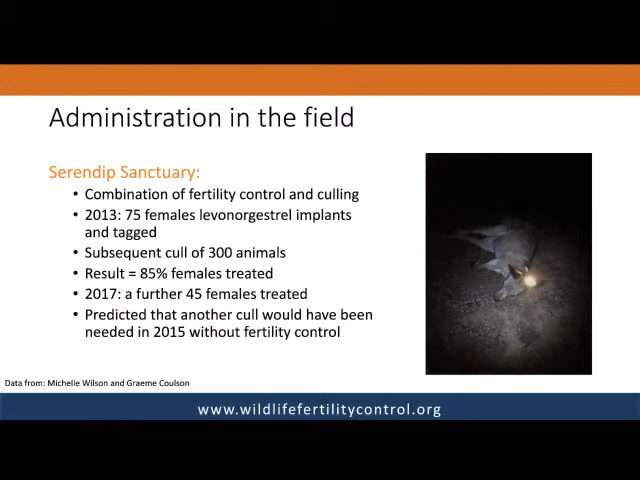 Administration in the field
Serendip Sanctuary:
• Combination of fertility control and culling
• 2013: 75 females levonorgestrel implants
and tagged
• Subsequent cull of 300 animals
• Result = 85% females treated
• 2017: a further 45 females treated
• Predicted that another cull would have been
needed in 2015 without fertility control
Data from: Michelle Wilson and Graeme Coulson
www.wildlifefertilitycontrol.org